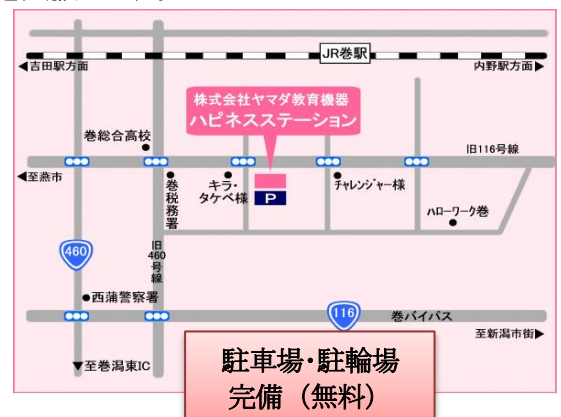 JR巻駅
◀吉田駅方面
内野駅方面▶
株式会社ヤマダ教育機器
ハピネスステーション
巻総合高校
旧116号線
◀至燕市
巻税務署
キラ・
タケベ様
P
チャレンジャー様
ハローワーク巻
460
旧460号線
●西蒲警察署
116
巻バイパス
至新潟市街▶
▼至巻潟東IC
駐車場・駐輪場
完備（無料）